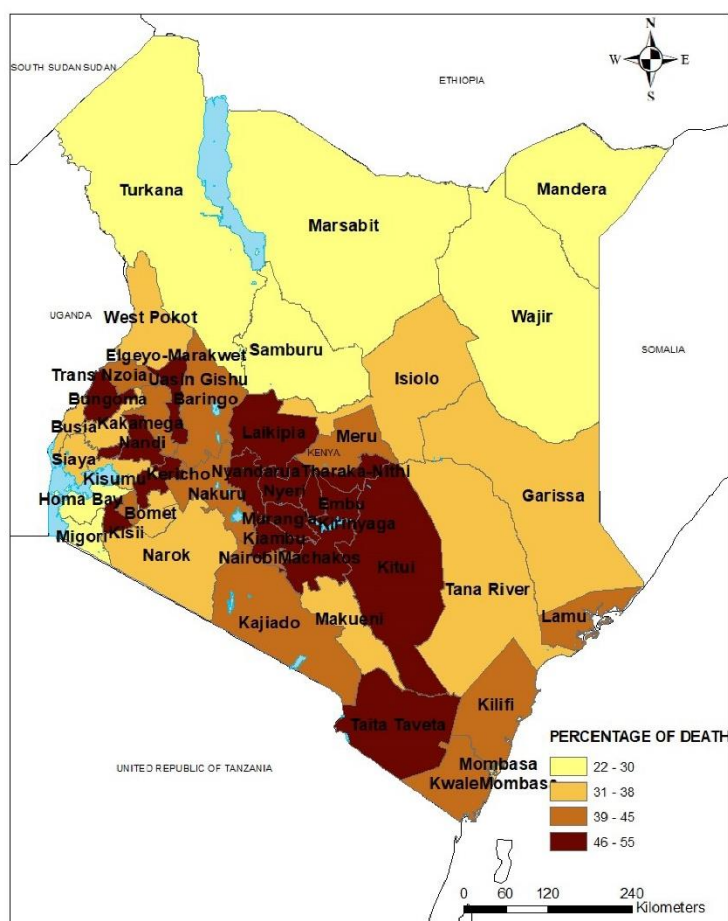 N
W E
S
SOUTH SUDAN SUDAN
ETHIOPIA
Turkana
Mandera
Marsabit
UGANDA
West Pokot
Wajir
SOMALIA
Samburu
Elgeyo-Marakwet
Trans Nzoia
Uasin Gishu
Isiolo
Bungoma
Baringo
Busia
Kakamega
Laikipia
Meru
Nandi
KENYA
Siaya
Kisumu
Kericho
Nyandarua
Tharaka-Nithi
Garissa
Homa Bay
Nakuru
Nyeri
Embu
Bomet
Murang'a
Kirinyaga
Migori
Kisii
Kiambu
Narok
Nairobi
Machakos
Kitui
Tana River
Lamu
Kajiado
Makueni
Kilifi
Taita Taveta
PERCENTAGE OF DEATH
UNITED REPUBLIC OF TANZANIA
Mombasa
Kwale
Mombasa
22 - 30
31 - 38
39 - 45
46 - 55
0 60 120 240
Kilometers